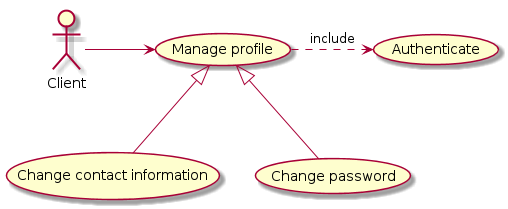 include
Manage profile
Authenticate
Client
Change contact information
Change password